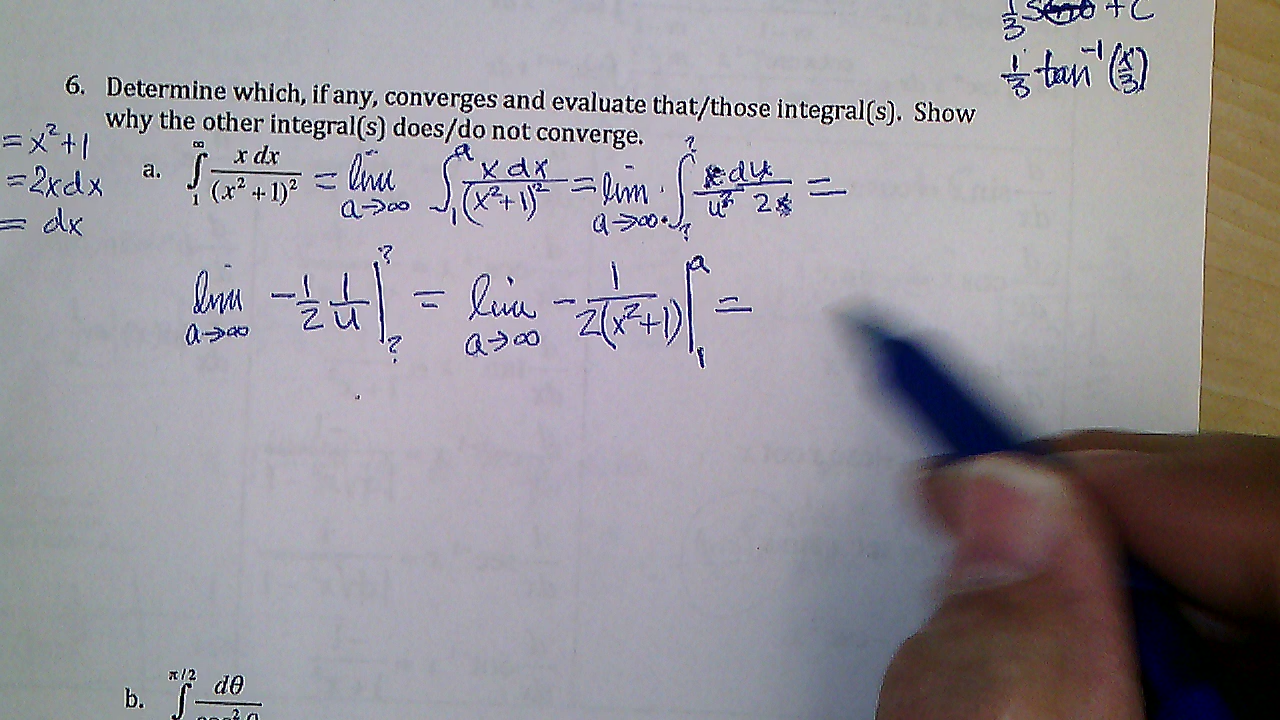 1/3 + C
1/3 tan⁻¹(x/3)
6. Determine which, if any, converges and evaluate that/those integral(s). Show
why the other integral(s) does/do not converge.
= x²+1
= 2xdx
= dx
a. ∫₁^∞ x dx/(x² + 1)² = lim a→∞ ∫₁^a x dx/(x²+1)² = lim a→∞ ∫_?^? x du/(u² 2x) =
lim a→∞ -1/2 1/u |_?^? = lim a→∞ -1/(2(x²+1)) |₁^a =
b. ∫^π/2 dθ